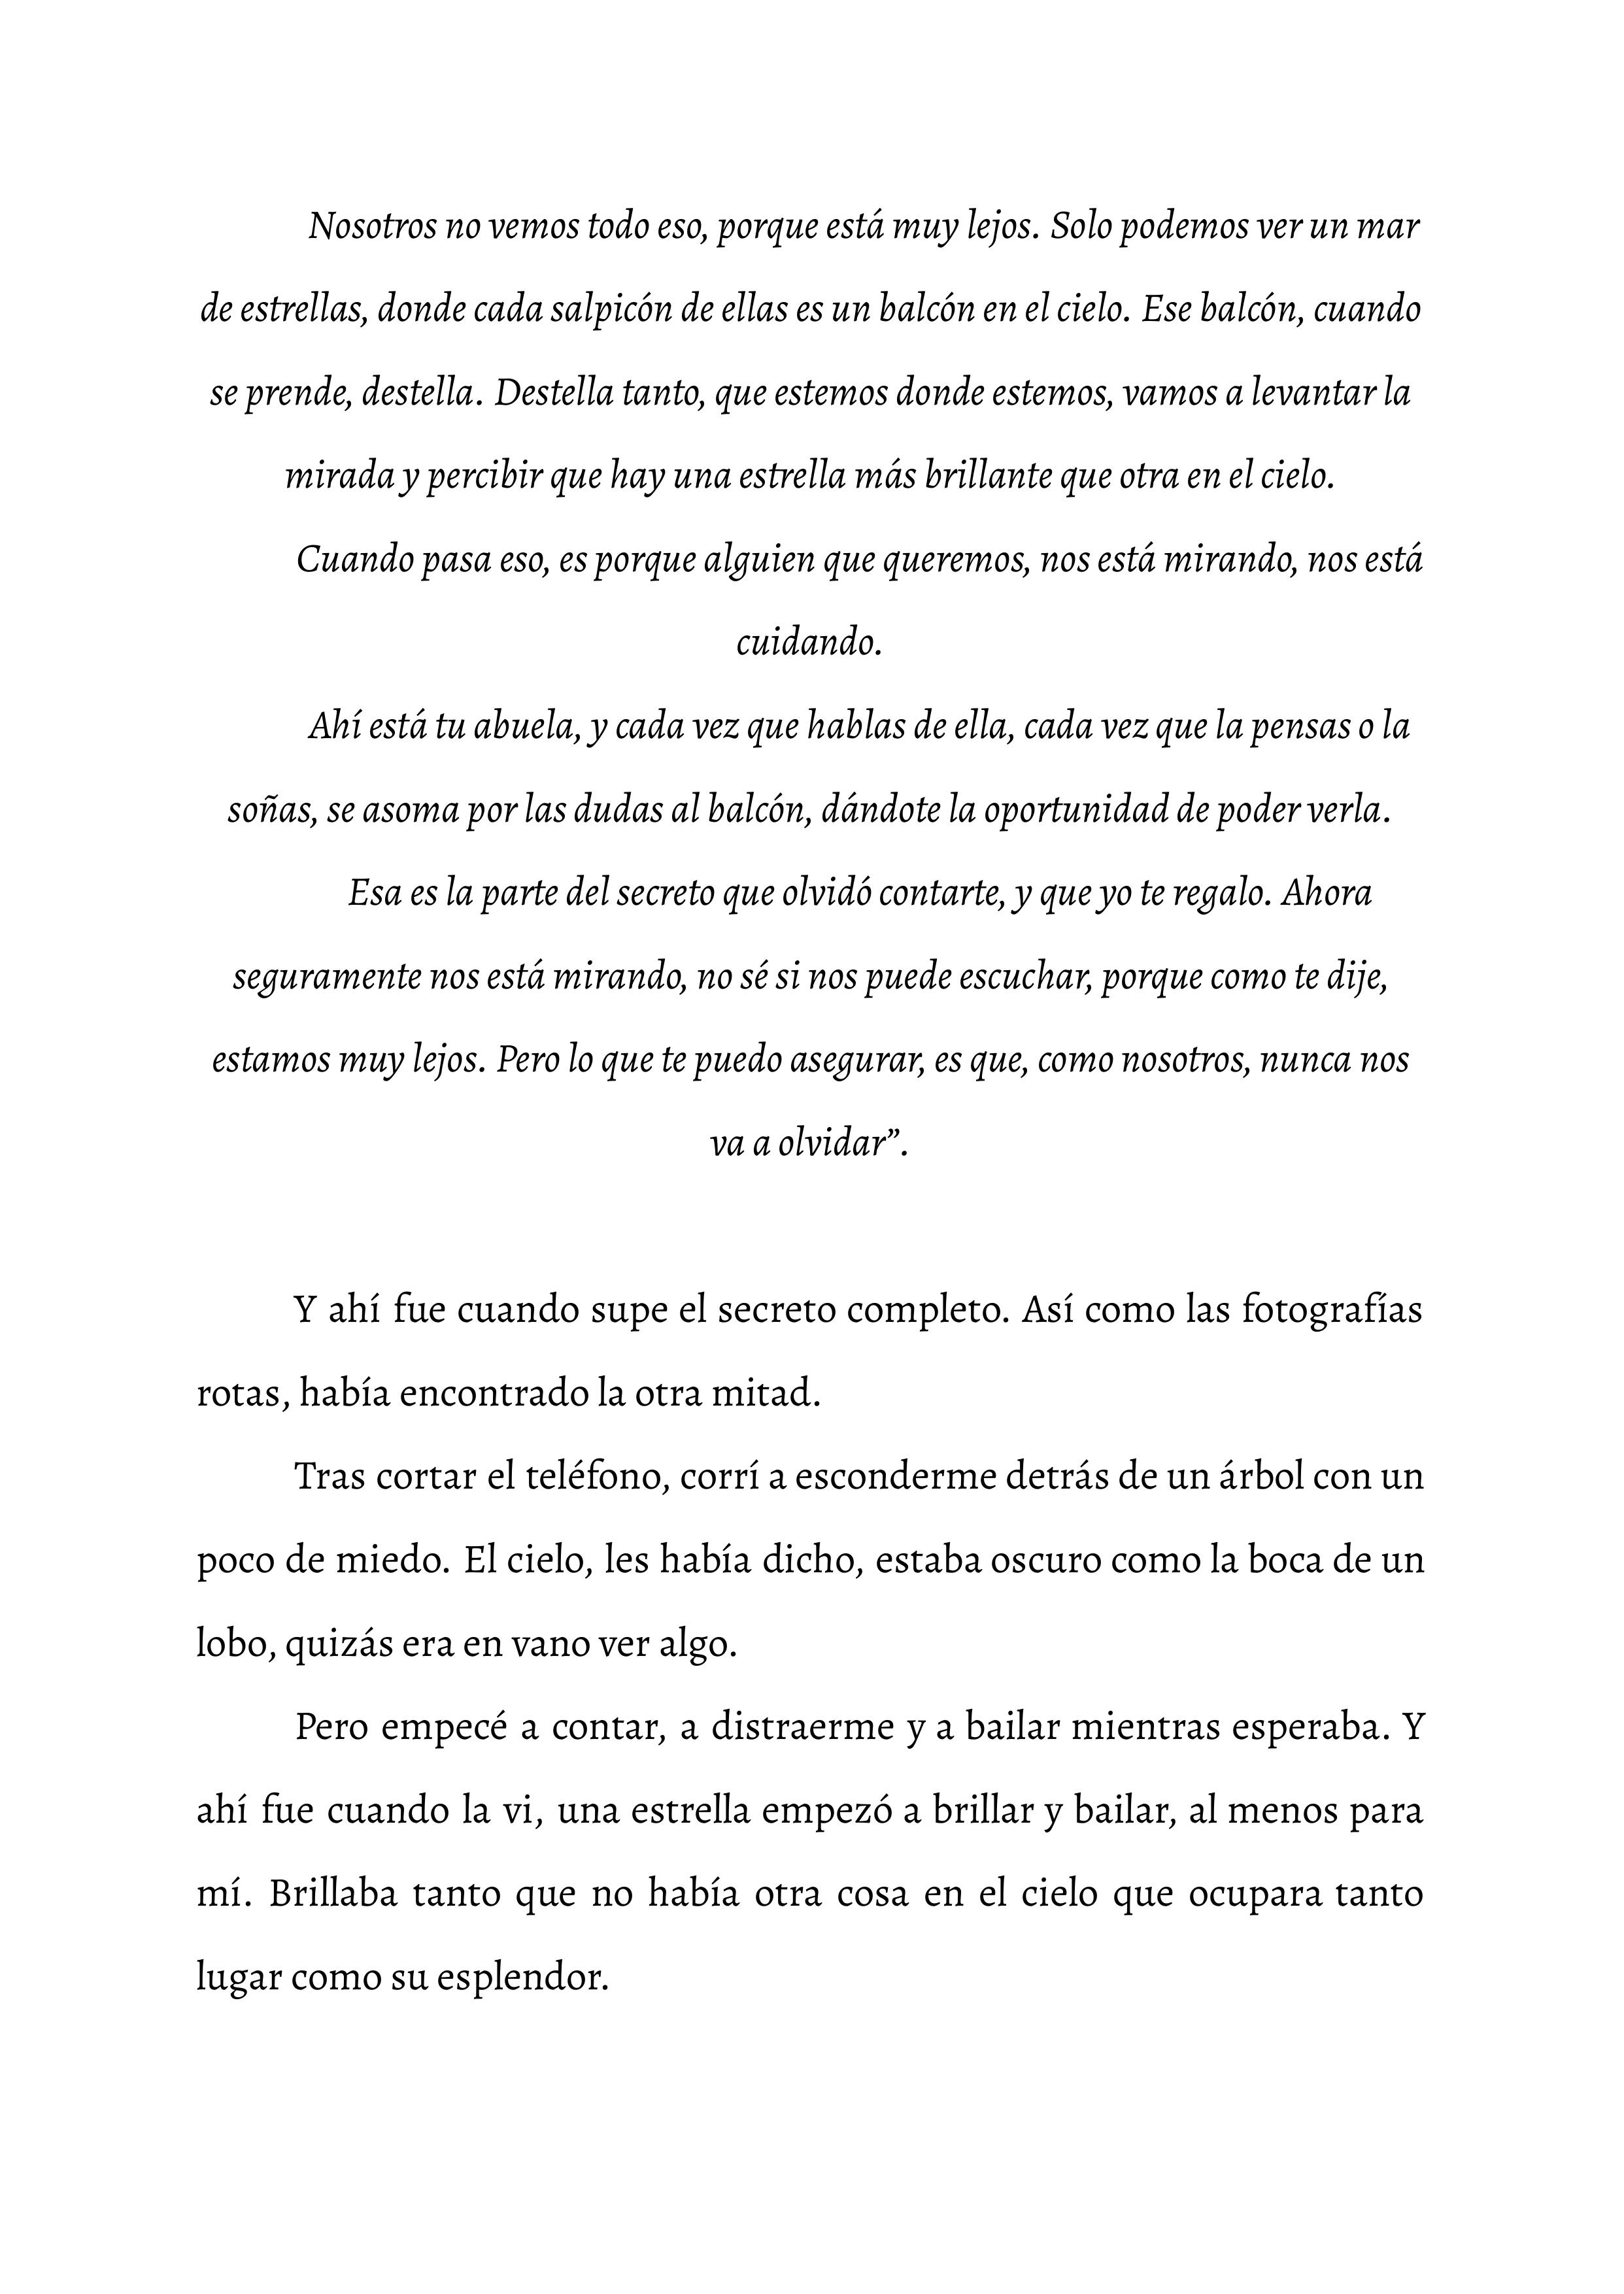 Nosotros no vemos todo eso, porque está muy lejos. Solo podemos ver un mar
de estrellas, donde cada salpicón de ellas es un balcón en el cielo. Ese balcón, cuando
se prende, destella. Destella tanto, que estemos donde estemos, vamos a levantar la
mirada y percibir que hay una estrella más brillante que otra en el cielo.
Cuando pasa eso, es porque alguien que queremos, nos está mirando, nos está
cuidando.
Ahí está tu abuela, y cada vez que hablas de ella, cada vez que la pensas o la
soñas, se asoma por las dudas al balcón, dándote la oportunidad de poder verla.
Esa es la parte del secreto que olvidó contarte, y que yo te regalo. Ahora
seguramente nos está mirando, no sé si nos puede escuchar, porque como te dije,
estamos muy lejos. Pero lo que te puedo asegurar, es que, como nosotros, nunca nos
va a olvidar”.
Y ahí fue cuando supe el secreto completo. Así como las fotografías
rotas, había encontrado la otra mitad.
Tras cortar el teléfono, corrí a esconderme detrás de un árbol con un
poco de miedo. El cielo, les había dicho, estaba oscuro como la boca de un
lobo, quizás era en vano ver algo.
Pero empecé a contar, a distraerme y a bailar mientras esperaba. Y
ahí fue cuando la vi, una estrella empezó a brillar y bailar, al menos para
mí. Brillaba tanto que no había otra cosa en el cielo que ocupara tanto
lugar como su esplendor.